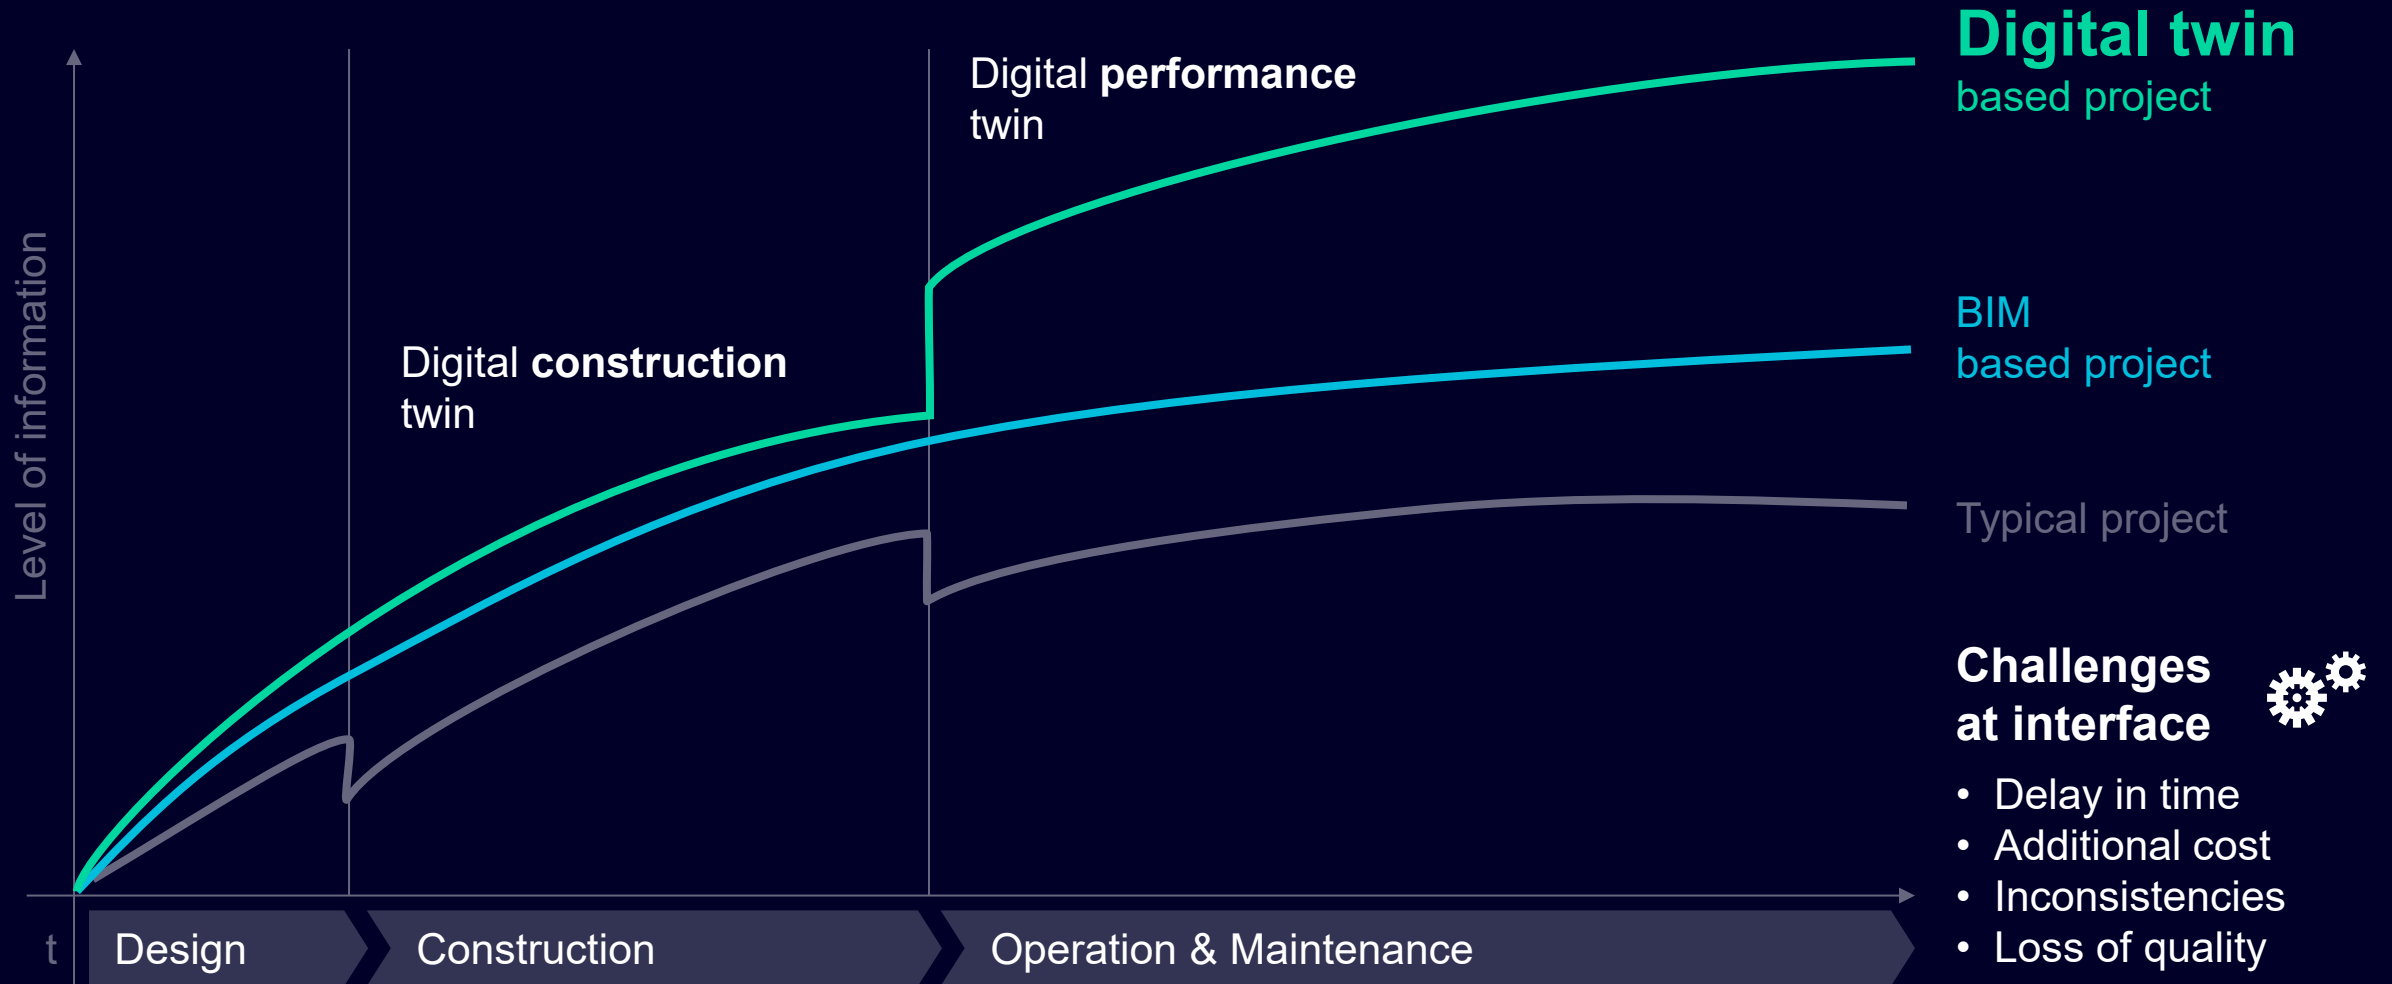 Digital twin
based project
Digital performance
twin
BIM
based project
Digital construction
twin
Typical project
Level of information
Challenges
at interface
• Delay in time
• Additional cost
• Inconsistencies
• Loss of quality
t
Design
Construction
Operation & Maintenance